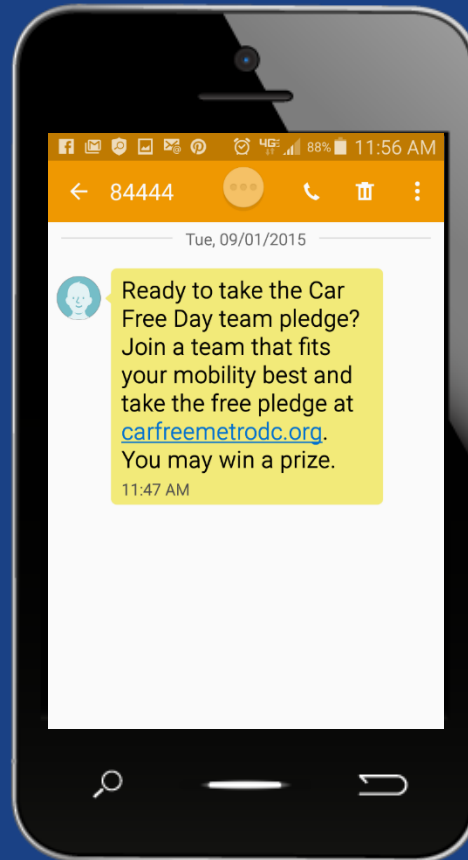 4G 88% 11:56 AM
84444
Tue, 09/01/2015
Ready to take the Car
Free Day team pledge?
Join a team that fits
your mobility best and
take the free pledge at
carfreemetrodc.org.
You may win a prize.
11:47 AM